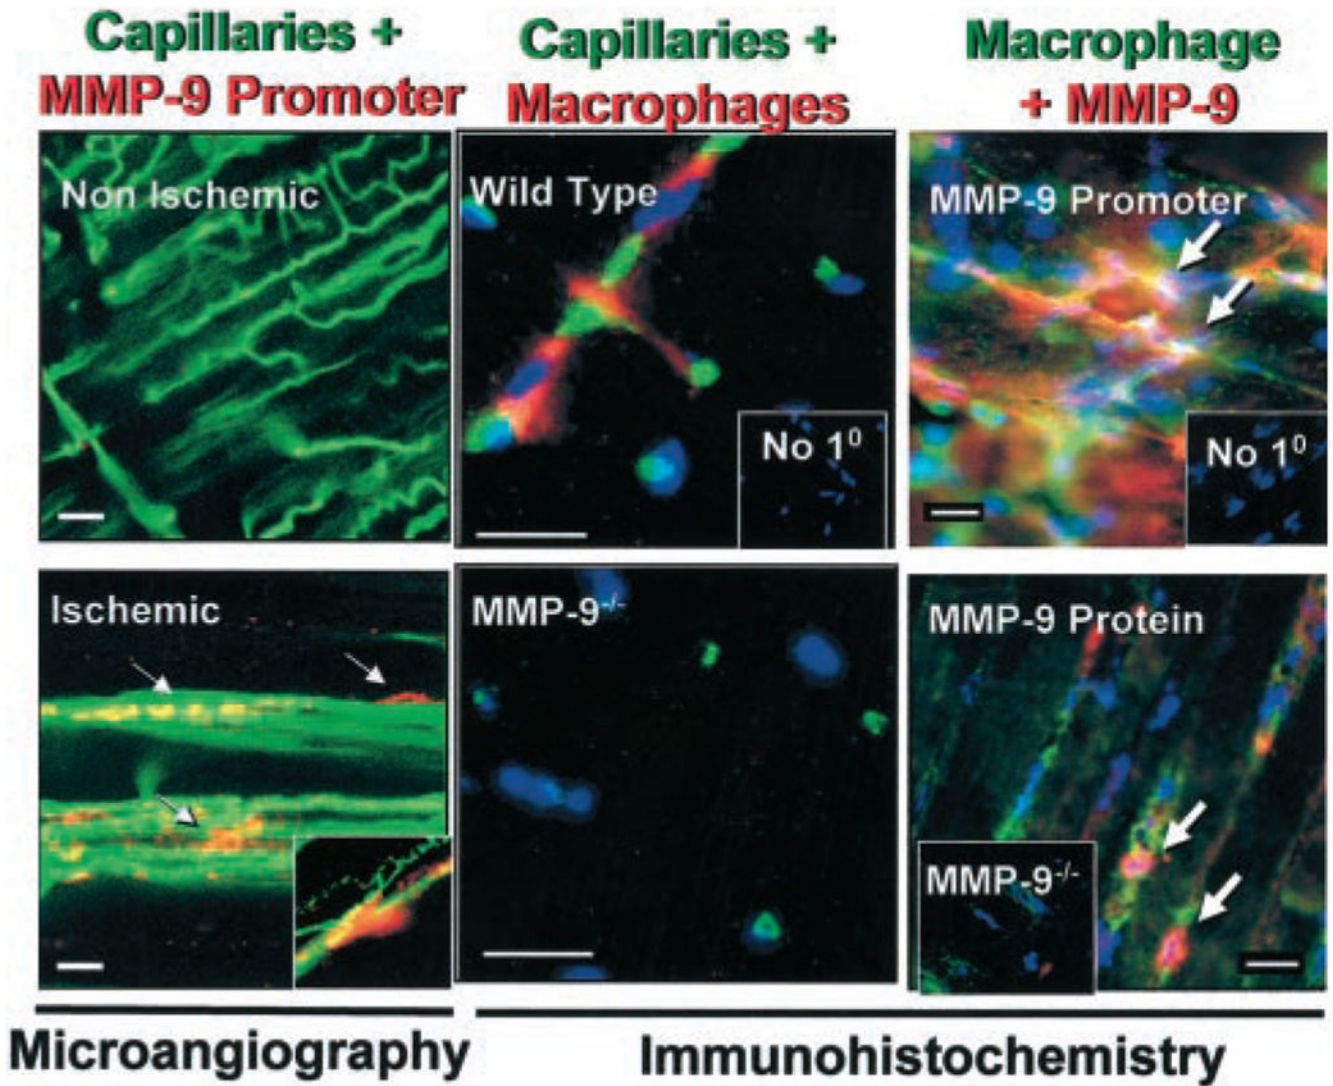 Capillaries +
MMP-9 Promoter
Capillaries +
Macrophages
Macrophage
+ MMP-9
Non Ischemic
Wild Type
No 1⁰
MMP-9 Promoter
No 1⁰
Ischemic
MMP-9⁻/⁻
MMP-9 Protein
MMP-9⁻/⁻
Microangiography
Immunohistochemistry